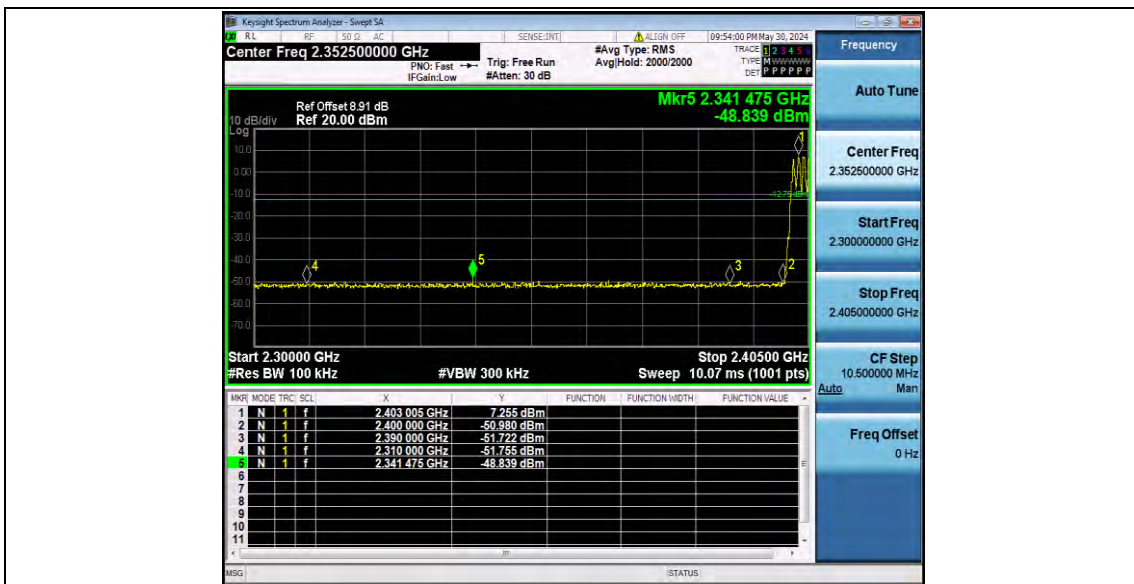 Keysight Spectrum Analyzer - Swept SA
RL RF 50 Ω AC SENSE:INT ALIGN OFF 09:54:00 PM May 30, 2024
Center Freq 2.352500000 GHz
PNO: Fast
IFGain:Low
Trig: Free Run
#Atten: 30 dB
#Avg Type: RMS
Avg|Hold: 2000/2000
TRACE 1 2 3 4 5 6
TYPE M WWWWW
DET P P P P P P
Frequency
Auto Tune
Center Freq
2.352500000 GHz
Start Freq
2.300000000 GHz
Stop Freq
2.405000000 GHz
CF Step
10.500000 MHz
Auto Man
Freq Offset
0 Hz
Mkr5 2.341 475 GHz
-48.839 dBm
Ref Offset 8.91 dB
10 dB/div Ref 20.00 dBm
Log
10.0
0.00
-10.0
-20.0
-30.0
-40.0
-50.0
-60.0
-70.0
1
-12.75 dBm
4
5
3
2
Start 2.30000 GHz Stop 2.40500 GHz
#Res BW 100 kHz #VBW 300 kHz Sweep 10.07 ms (1001 pts)
MKR MODE TRC SCL X Y FUNCTION FUNCTION WIDTH FUNCTION VALUE
1 N 1 f 2.403 005 GHz 7.255 dBm
2 N 1 f 2.400 000 GHz -50.980 dBm
3 N 1 f 2.390 000 GHz -51.722 dBm
4 N 1 f 2.310 000 GHz -51.755 dBm
5 N 1 f 2.341 475 GHz -48.839 dBm
6
7
8
9
10
11
MSG STATUS